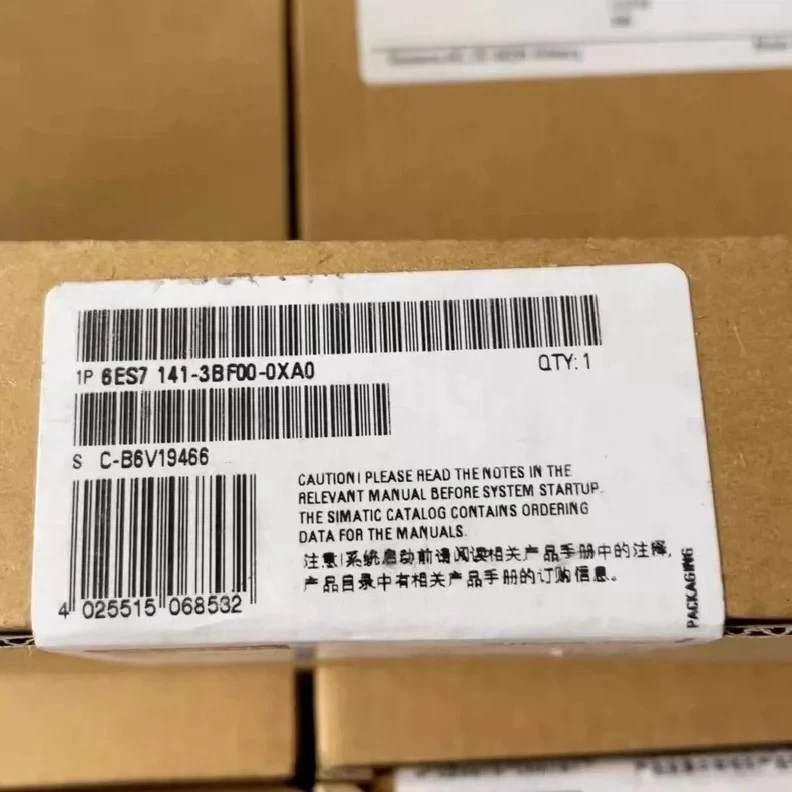 1P 6ES7 141-3BF00-0XA0
QTY: 1
S C-B6V19466
CAUTION! PLEASE READ THE NOTES IN THE
RELEVANT MANUAL BEFORE SYSTEM STARTUP.
THE SIMATIC CATALOG CONTAINS ORDERING
DATA FOR THE MANUALS.
注意!系统启动前请阅读相关产品手册中的注释,
产品目录中有相关产品手册的订购信息。
4 025515 068532
PACKAGING